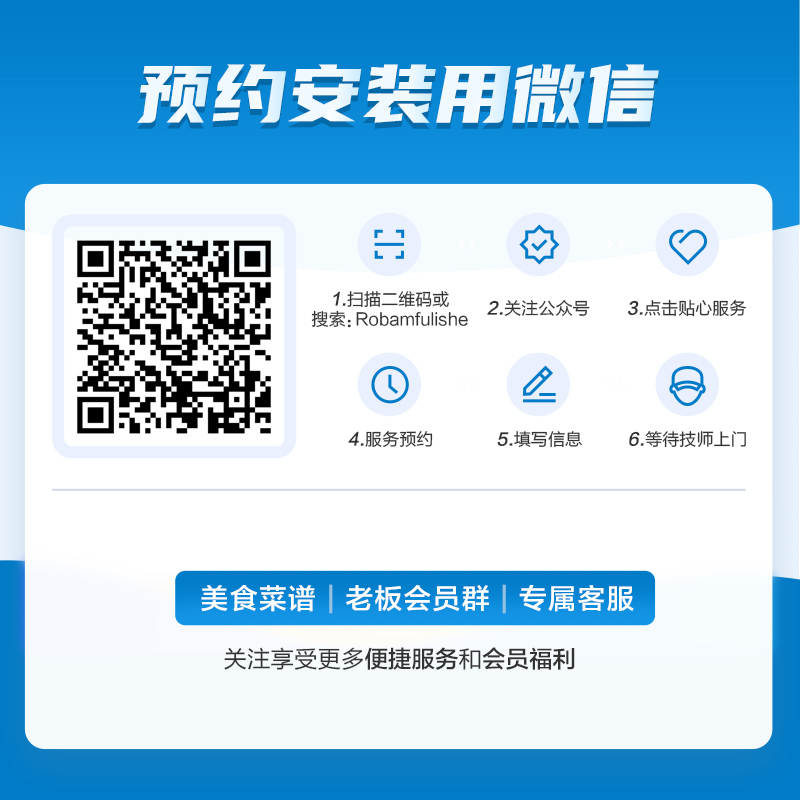 预约安装用微信
1.扫描二维码或
搜索:Robamfulishe
2.关注公众号
3.点击贴心服务
4.服务预约
5.填写信息
6.等待技师上门
美食菜谱|老板会员群|专属客服
关注享受更多便捷服务和会员福利